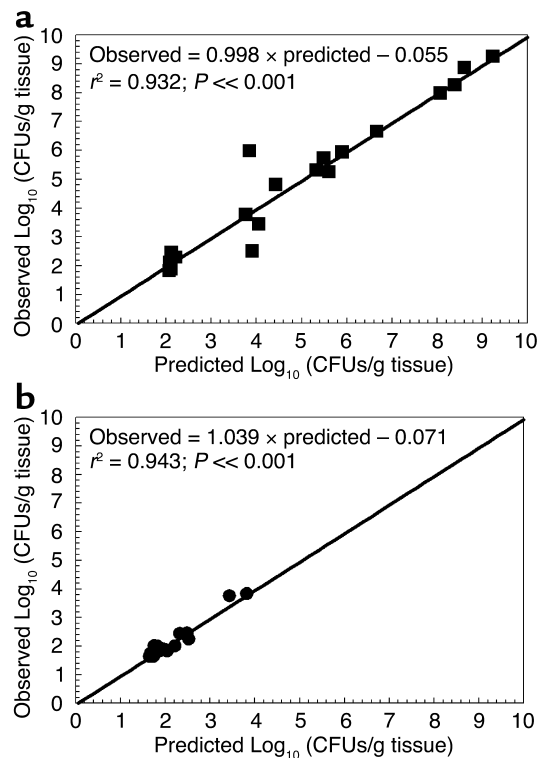 a
Observed = 0.998 × predicted – 0.055
r² = 0.932; P << 0.001
Observed Log₁₀ (CFUs/g tissue)
10
9
8
7
6
5
4
3
2
1
0
0 1 2 3 4 5 6 7 8 9 10
Predicted Log₁₀ (CFUs/g tissue)
b
Observed = 1.039 × predicted – 0.071
r² = 0.943; P << 0.001
Observed Log₁₀ (CFUs/g tissue)
10
9
8
7
6
5
4
3
2
1
0
0 1 2 3 4 5 6 7 8 9 10
Predicted Log₁₀ (CFUs/g tissue)